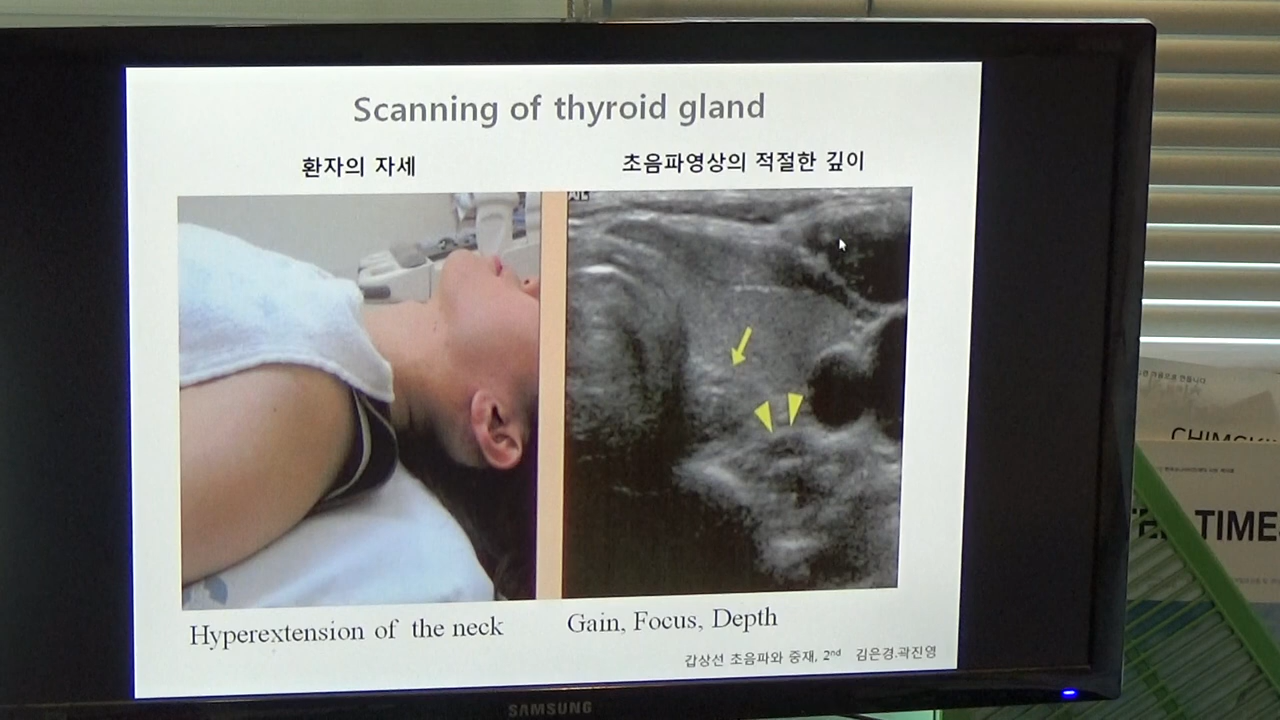 Scanning of thyroid gland
환자의 자세
초음파영상의 적절한 깊이
Hyperextension of the neck
Gain, Focus, Depth
갑상선 초음파와 중재, 2nd 김은경.곽진영
SAMSUNG
TIME